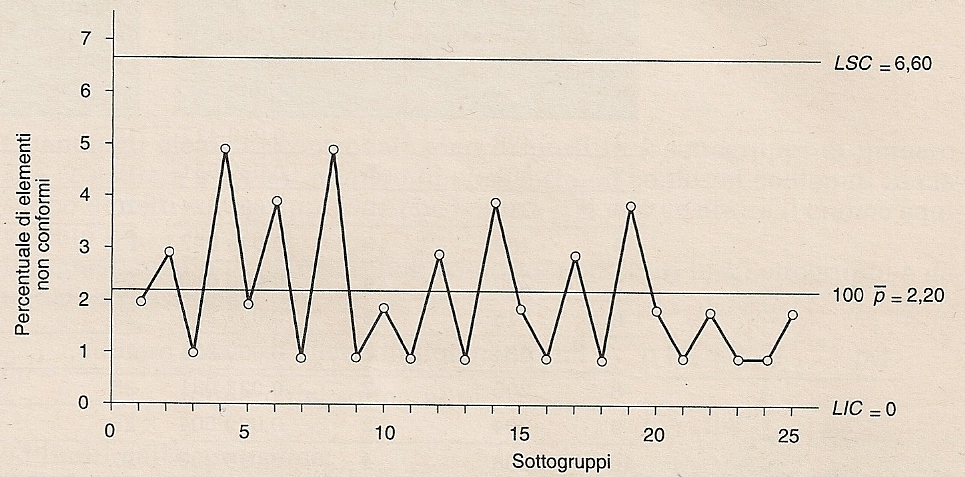 Percentuale di elementi
non conformi
7
6
5
4
3
2
1
0
LSC = 6,60
100 p̅ = 2,20
LIC = 0
0 5 10 15 20 25
Sottogruppi